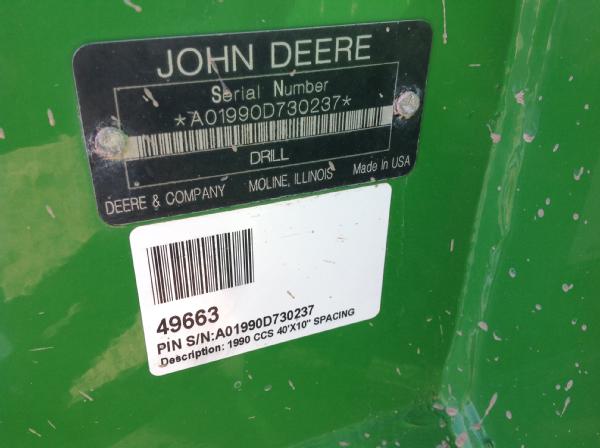 JOHN DEERE
Serial Number
*A01990D730237*
DRILL
DEERE & COMPANY MOLINE, ILLINOIS Made In USA
49663
PIN S/N:A01990D730237
Description: 1990 CCS 40'X10" SPACING